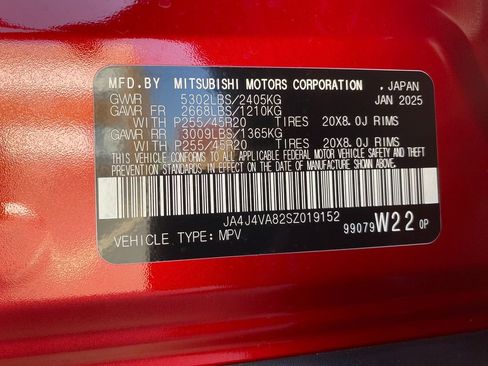 MFD.BY MITSUBISHI MOTORS CORPORATION , JAPAN
GVWR 5302LBS/2405KG JAN 2025
GAWR FR 2668LBS/1210KG
WITH P255/45R20 TIRES 20X8.0J RIMS
GAWR RR 3009LBS/1365KG
WITH P255/45R20 TIRES 20X8.0J RIMS
THIS VEHICLE CONFORMS TO ALL APPLICABLE FEDERAL MOTOR VEHICLE SAFETY AND THEFT
PREVENTION STANDARDS IN EFFECT ON THE DATE OF MANUFACTURE SHOWN ABOVE.
JA4J4VA82SZ019152
VEHICLE TYPE: MPV 99079 W22 0P